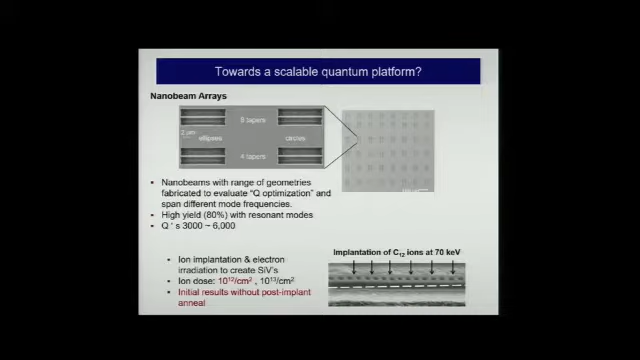 Towards a scalable quantum platform?
Nanobeam Arrays
8 tapers
2 μm
ellipses
circles
4 tapers
• Nanobeams with range of geometries
fabricated to evaluate "Q optimization" and
span different mode frequencies.
• High yield (80%) with resonant modes
• Q ' s 3000 ~ 6,000
• Ion implantation & electron
irradiation to create SiV's
• Ion dose: 10¹²/cm² , 10¹³/cm²
• Initial results without post-implant
anneal
Implantation of C₁₂ ions at 70 keV